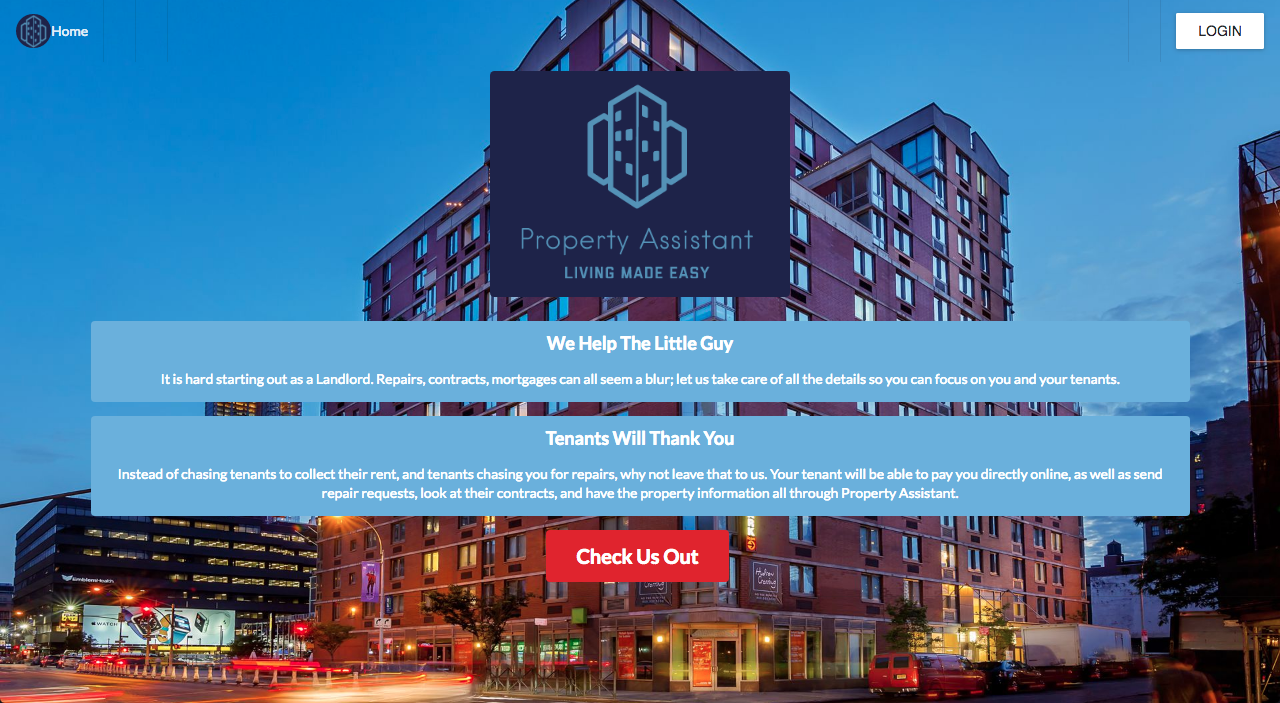 Home
LOGIN
Property Assistant
LIVING MADE EASY
We Help The Little Guy
It is hard starting out as a Landlord. Repairs, contracts, mortgages can all seem a blur; let us take care of all the details so you can focus on you and your tenants.
Tenants Will Thank You
Instead of chasing tenants to collect their rent, and tenants chasing you for repairs, why not leave that to us. Your tenant will be able to pay you directly online, as well as send
repair requests, look at their contracts, and have the property information all through Property Assistant.
Check Us Out
EmblemHealth
WATCH